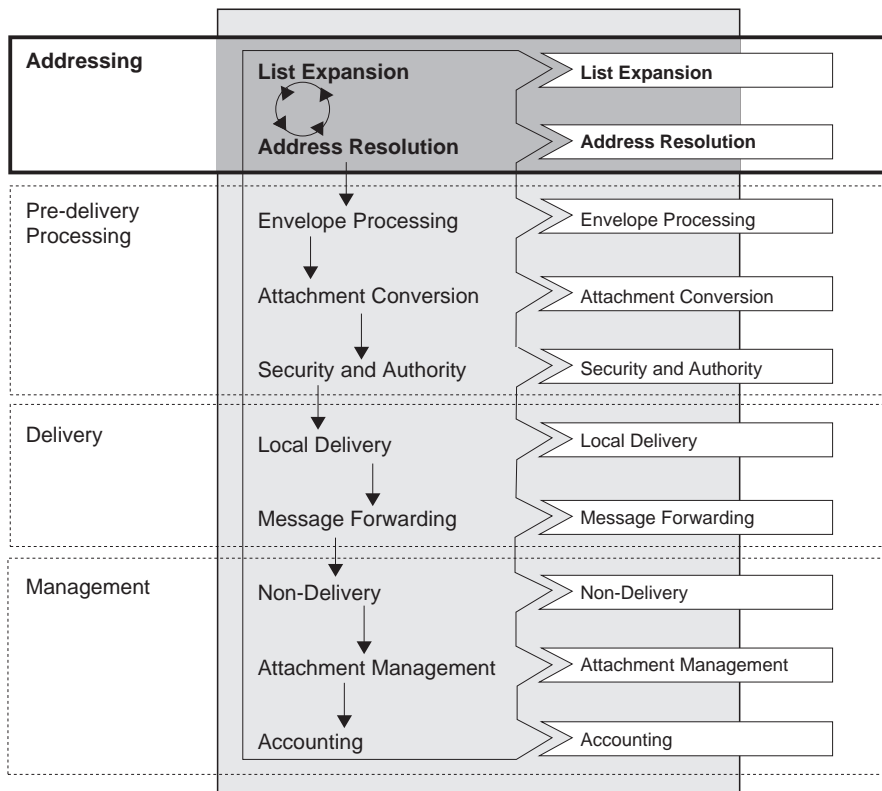 Addressing
List Expansion
List Expansion
Address Resolution
Address Resolution
Pre-delivery
Processing
Envelope Processing
Envelope Processing
Attachment Conversion
Attachment Conversion
Security and Authority
Security and Authority
Delivery
Local Delivery
Local Delivery
Message Forwarding
Message Forwarding
Management
Non-Delivery
Non-Delivery
Attachment Management
Attachment Management
Accounting
Accounting